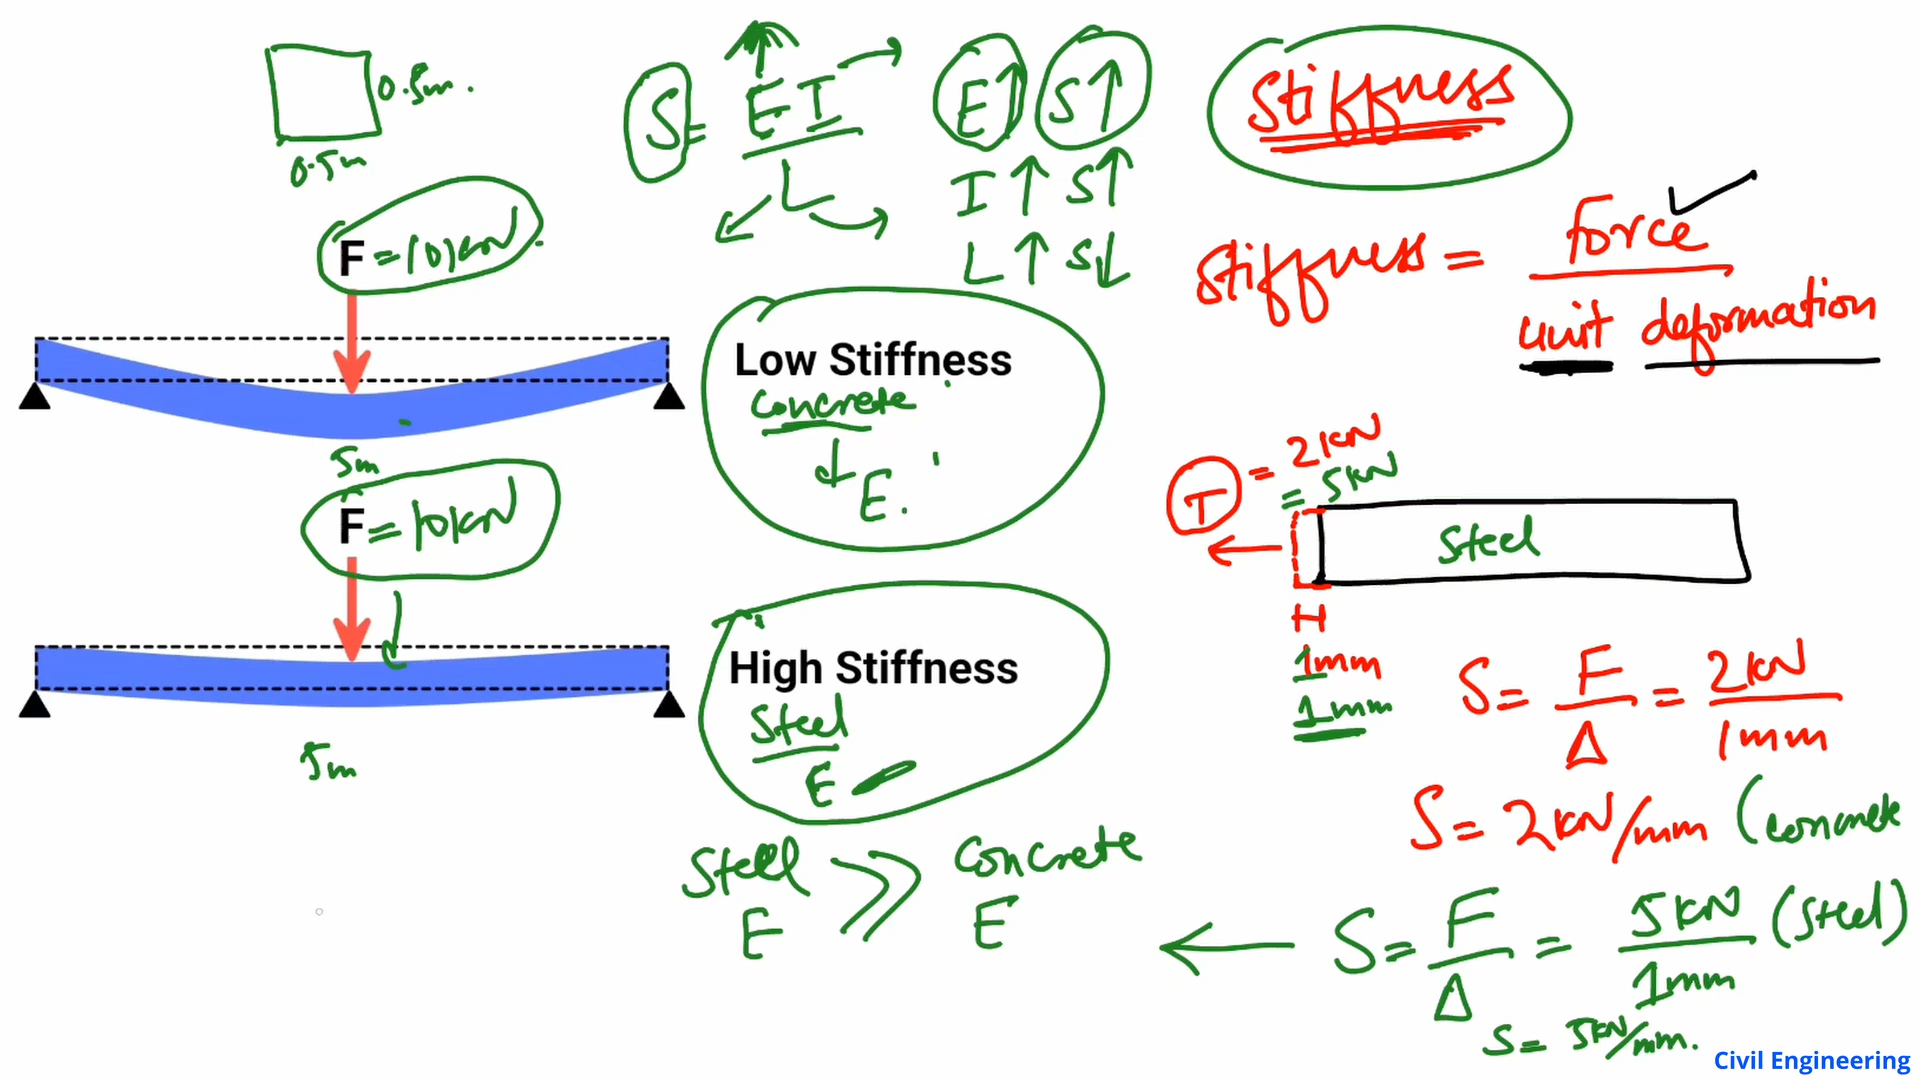 0.5m.
0.5m
F = 10kN
5m
F = 10kN
5m
S = EI
L
E↑ S↑
I↑ S↑
L↑ S↓
Low Stiffness
Concrete
E.
High Stiffness
Steel
E
Steel >> Concrete
E E
Stiffness
Stiffness = force
unit deformation
T = 2kN
= 5kN
Steel
1mm
1mm
S = F = 2kN
Δ 1mm
S = 2kN/mm (concrete
← S = F = 5kN (Steel)
Δ 1mm
S = 5kN/mm.
Civil Engineering